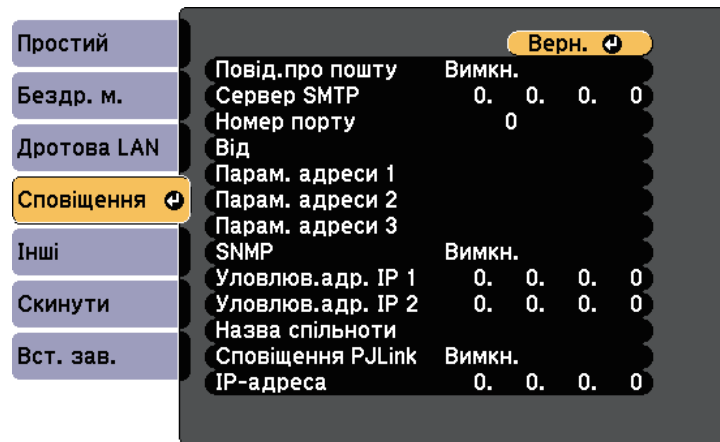 Простий
Бездр. м.
Дротова LAN
Сповіщення
Інші
Скинути
Вст. зав.
Верн.
Повід.про пошту Вимкн.
Сервер SMTP 0. 0. 0. 0
Номер порту 0
Від
Парам. адреси 1
Парам. адреси 2
Парам. адреси 3
SNMP Вимкн.
Уловлюв.адр. IP 1 0. 0. 0. 0
Уловлюв.адр. IP 2 0. 0. 0. 0
Назва спільноти
Сповіщення PJLink Вимкн.
IP-адреса 0. 0. 0. 0